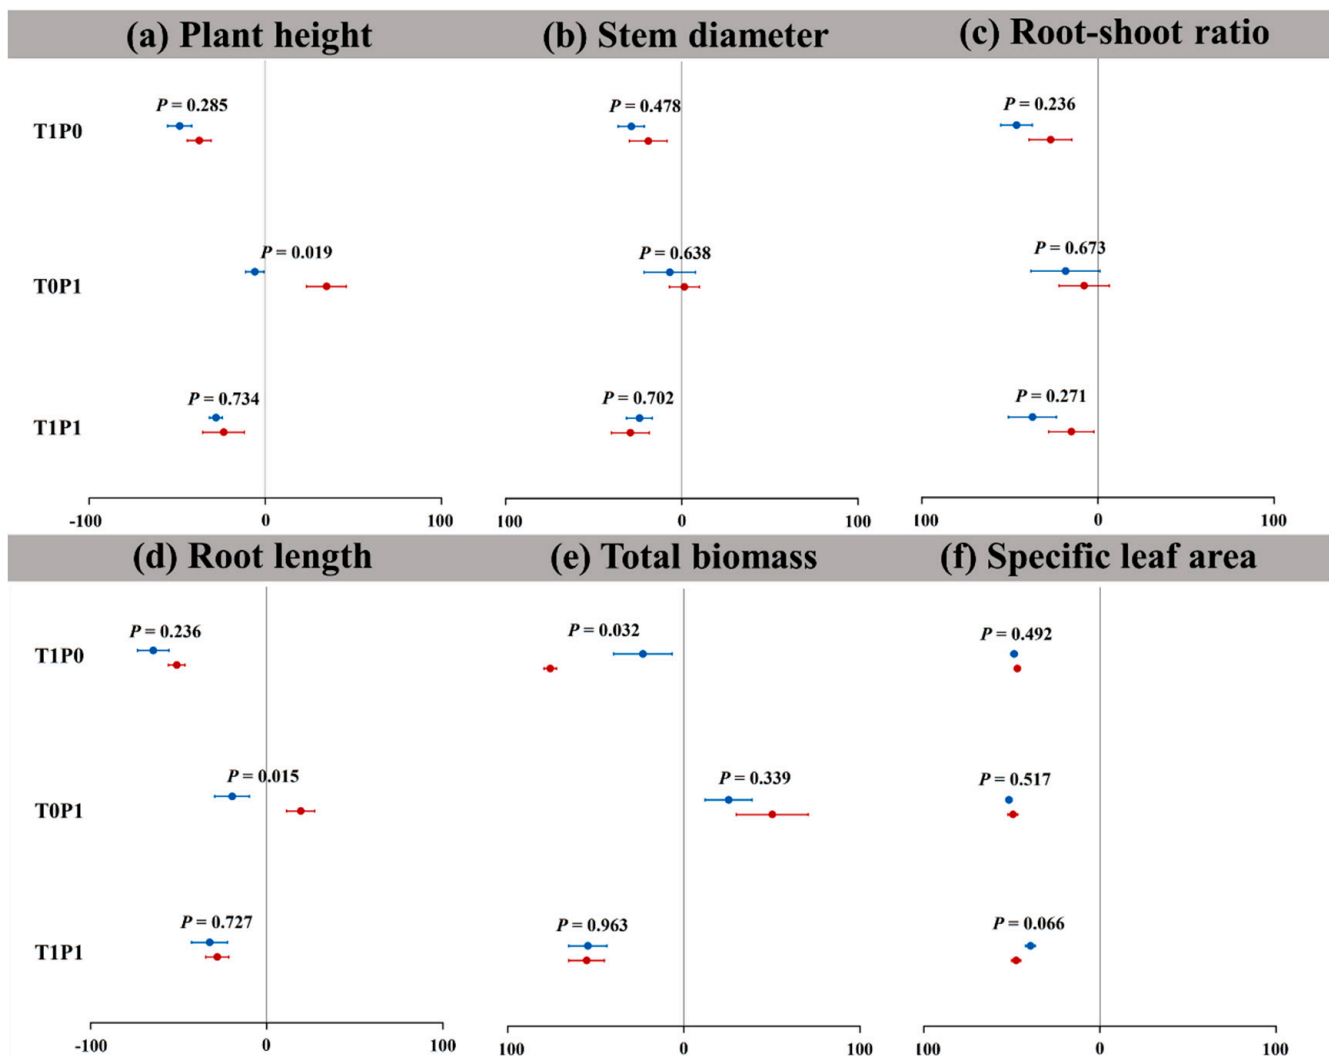 (a) Plant height (b) Stem diameter (c) Root-shoot ratio
T1P0 P = 0.285 P = 0.478 P = 0.236
T0P1 P = 0.019 P = 0.638 P = 0.673
T1P1 P = 0.734 P = 0.702 P = 0.271
-100 0 100 100 0 100 100 0 100
(d) Root length (e) Total biomass (f) Specific leaf area
T1P0 P = 0.236 P = 0.032 P = 0.492
T0P1 P = 0.015 P = 0.339 P = 0.517
T1P1 P = 0.727 P = 0.963 P = 0.066
-100 0 100 100 0 100 100 0 100